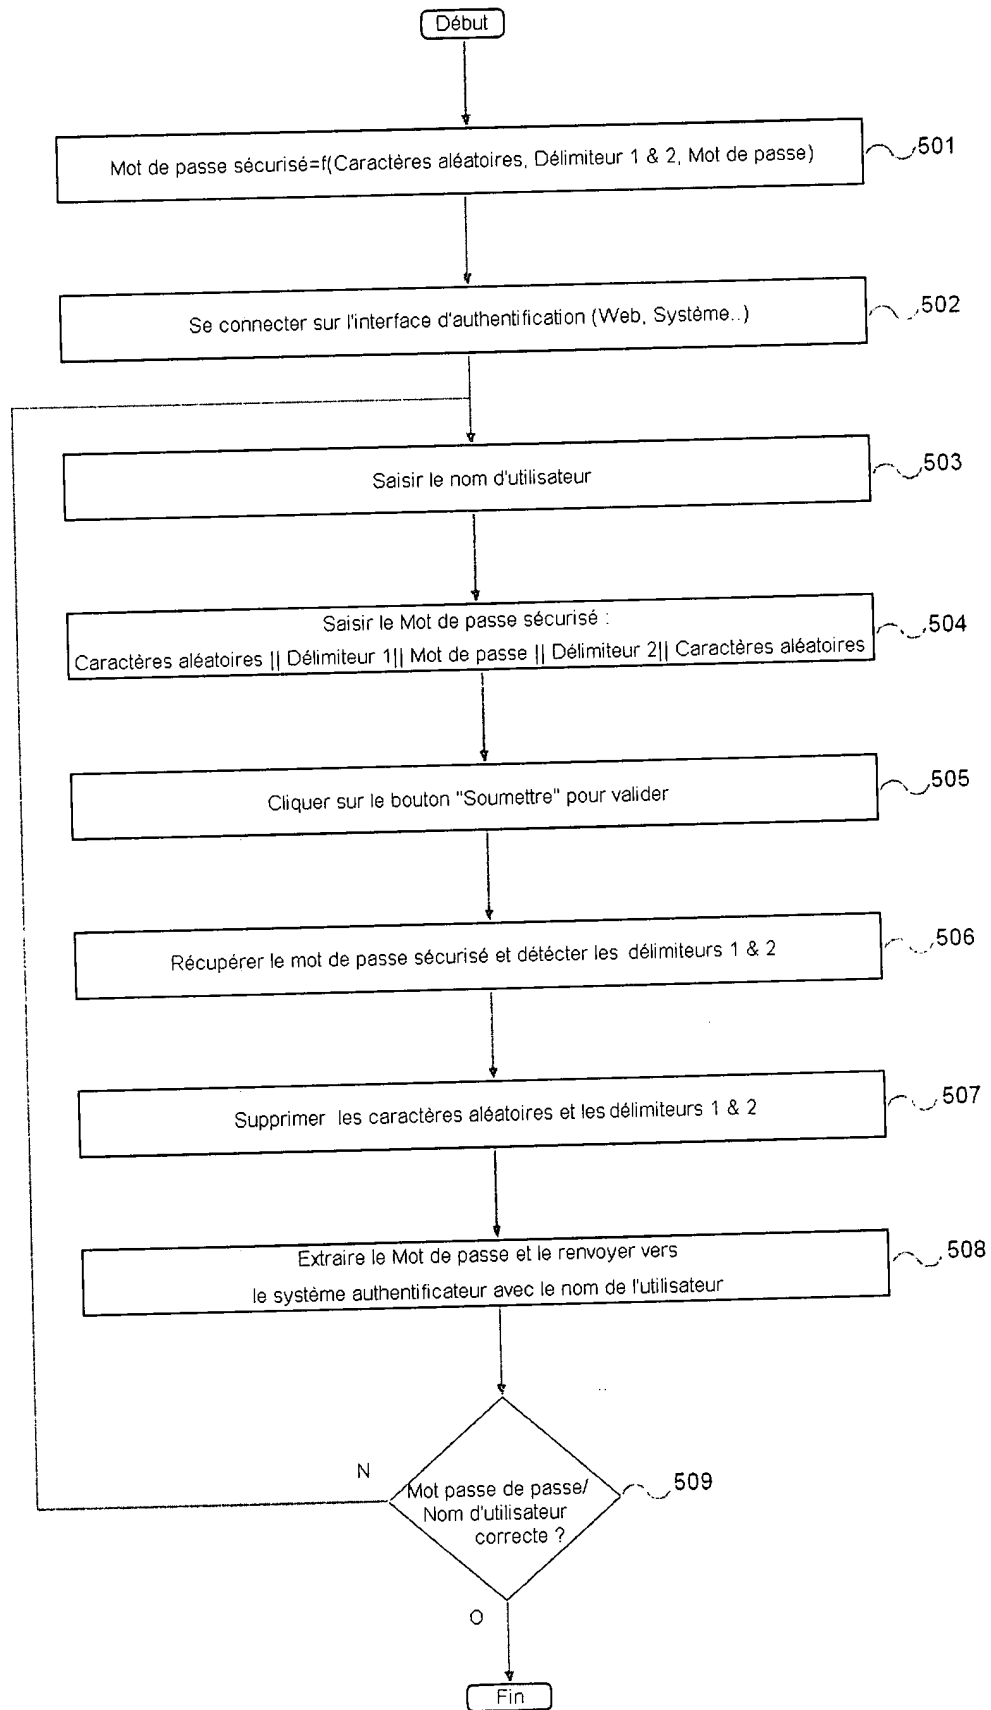 Début
Mot de passe sécurisé=f(Caractères aléatoires, Délimiteur 1 & 2, Mot de passe)
501
Se connecter sur l'interface d'authentification (Web, Système..)
502
Saisir le nom d'utilisateur
503
Saisir le Mot de passe sécurisé :
Caractères aléatoires || Délimiteur 1|| Mot de passe || Délimiteur 2|| Caractères aléatoires
504
Cliquer sur le bouton "Soumettre" pour valider
505
Récupérer le mot de passe sécurisé et détécter les délimiteurs 1 & 2
506
Supprimer les caractères aléatoires et les délimiteurs 1 & 2
507
Extraire le Mot de passe et le renvoyer vers
le système authentificateur avec le nom de l'utilisateur
508
N
Mot passe de passe/
Nom d'utilisateur
correcte ?
509
O
Fin